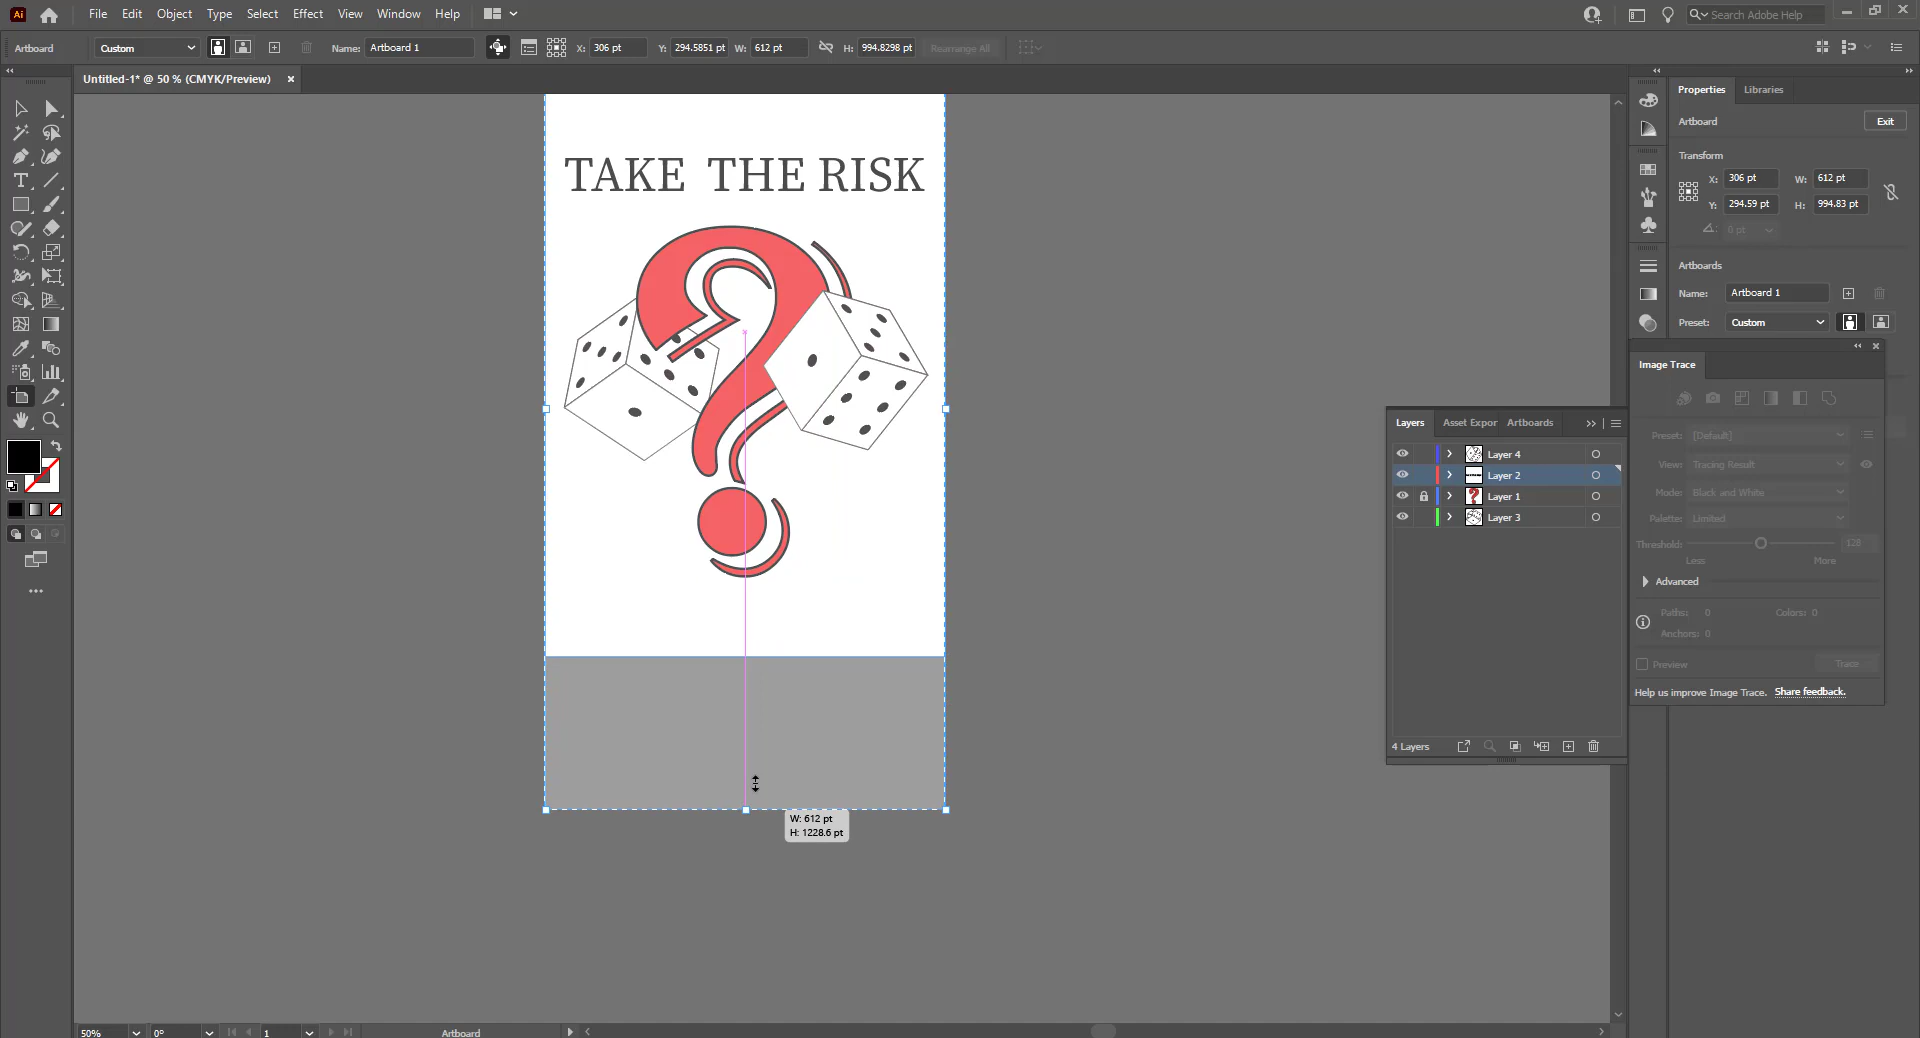 Ai File Edit Object Type Select Effect View Window Help Search Adobe Help
Artboard Custom Name: Artboard 1 X: 306 pt Y: 294.5851 pt W: 612 pt H: 994.8298 pt Rearrange All
Untitled-1* @ 50 % (CMYK/Preview) ×
Properties Libraries
Artboard Exit
Transform
X: 306 pt W: 612 pt
Y: 294.59 pt H: 994.83 pt
0 pt
Artboards
Name: Artboard 1
Preset: Custom
TAKE THE RISK
Image Trace
Preset: [Default]
View: Tracing Result
Mode: Black and White
Palette: Limited
Threshold: 128
Less More
Advanced
Paths: 0 Colors: 0
Anchors: 0
Preview Trace
Help us improve Image Trace. Share feedback.
Layers Asset Expor Artboards
Layer 4
Layer 2
Layer 1
Layer 3
4 Layers
W: 612 pt
H: 1228.6 pt
50% 0° 1 Artboard